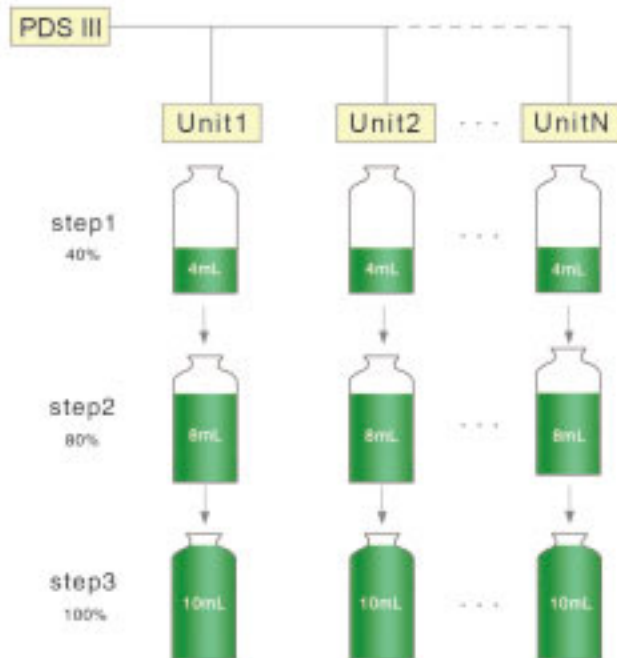 PDS III
Unit1 Unit2 · · · UnitN
step1
40%
4mL 4mL · · · 4mL
step2
80%
8mL 8mL · · · 8mL
step3
100%
10mL 10mL · · · 10mL